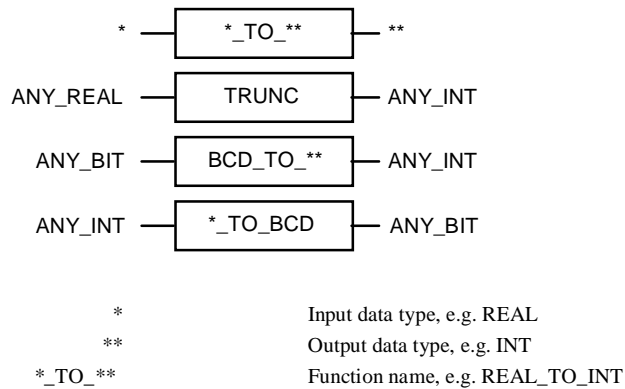 * *_TO_** **
ANY_REAL TRUNC ANY_INT
ANY_BIT BCD_TO_** ANY_INT
ANY_INT *_TO_BCD ANY_BIT
* Input data type, e.g. REAL
** Output data type, e.g. INT
*_TO_** Function name, e.g. REAL_TO_INT